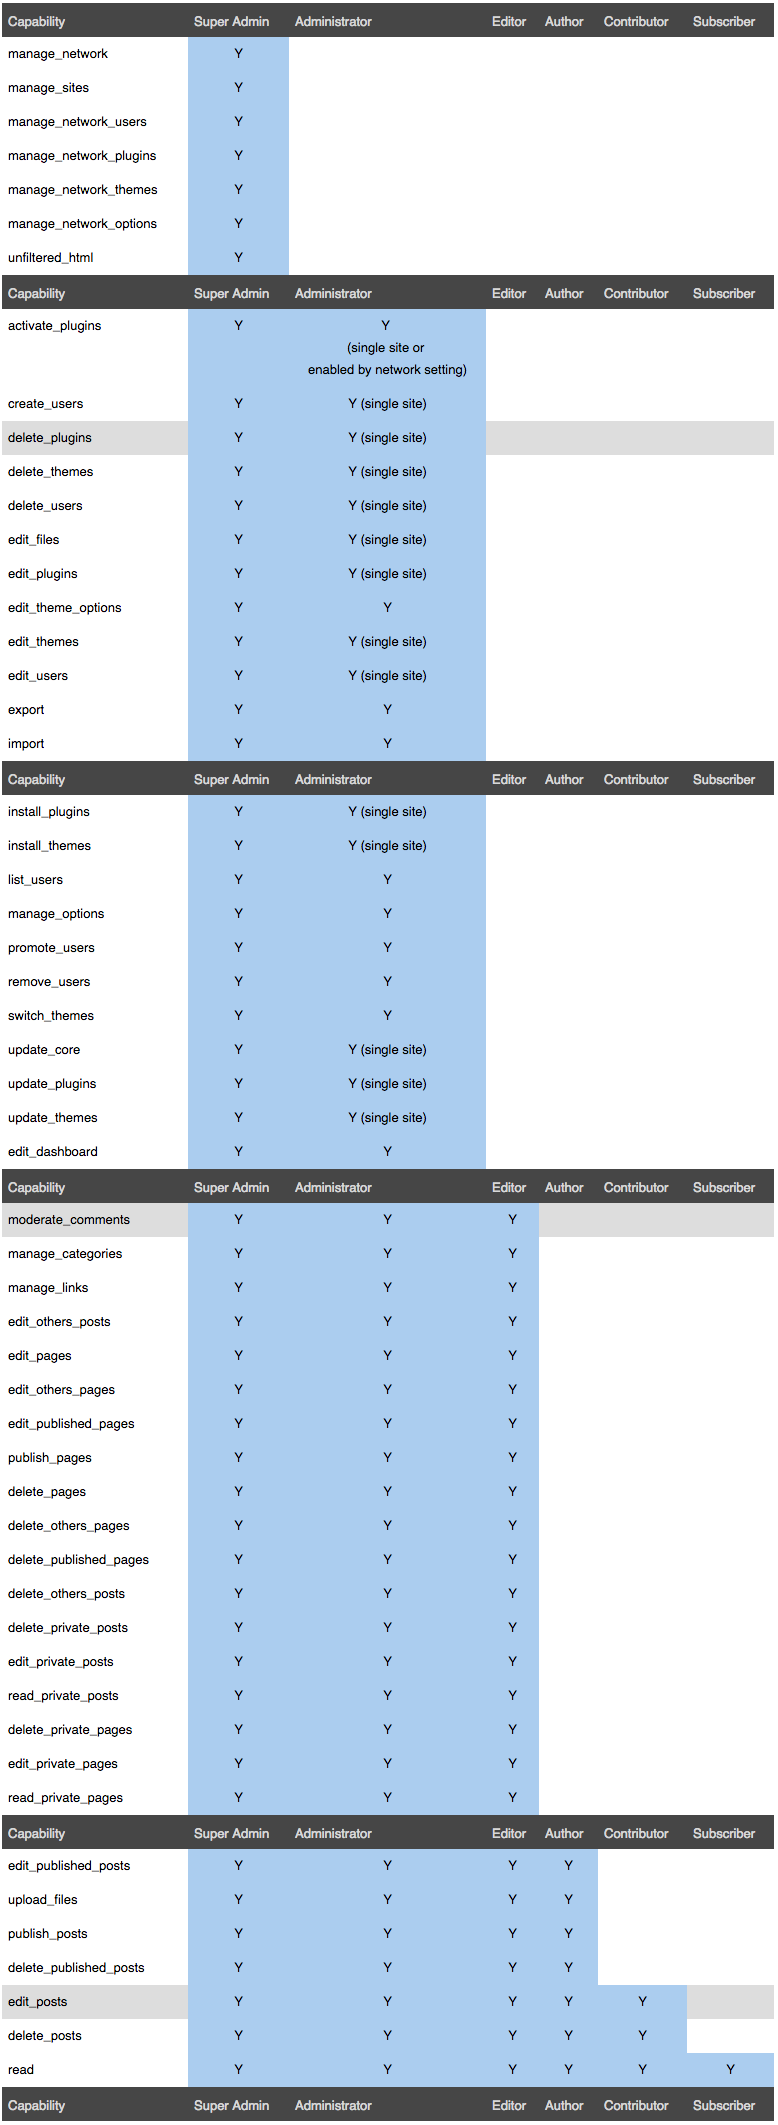 Capability Super Admin Administrator Editor Author Contributor Subscriber
manage_network Y
manage_sites Y
manage_network_users Y
manage_network_plugins Y
manage_network_themes Y
manage_network_options Y
unfiltered_html Y
Capability Super Admin Administrator Editor Author Contributor Subscriber
activate_plugins Y Y
(single site or
enabled by network setting)
create_users Y Y (single site)
delete_plugins Y Y (single site)
delete_themes Y Y (single site)
delete_users Y Y (single site)
edit_files Y Y (single site)
edit_plugins Y Y (single site)
edit_theme_options Y Y
edit_themes Y Y (single site)
edit_users Y Y (single site)
export Y Y
import Y Y
Capability Super Admin Administrator Editor Author Contributor Subscriber
install_plugins Y Y (single site)
install_themes Y Y (single site)
list_users Y Y
manage_options Y Y
promote_users Y Y
remove_users Y Y
switch_themes Y Y
update_core Y Y (single site)
update_plugins Y Y (single site)
update_themes Y Y (single site)
edit_dashboard Y Y
Capability Super Admin Administrator Editor Author Contributor Subscriber
moderate_comments Y Y Y
manage_categories Y Y Y
manage_links Y Y Y
edit_others_posts Y Y Y
edit_pages Y Y Y
edit_others_pages Y Y Y
edit_published_pages Y Y Y
publish_pages Y Y Y
delete_pages Y Y Y
delete_others_pages Y Y Y
delete_published_pages Y Y Y
delete_others_posts Y Y Y
delete_private_posts Y Y Y
edit_private_posts Y Y Y
read_private_posts Y Y Y
delete_private_pages Y Y Y
edit_private_pages Y Y Y
read_private_pages Y Y Y
Capability Super Admin Administrator Editor Author Contributor Subscriber
edit_published_posts Y Y Y Y
upload_files Y Y Y Y
publish_posts Y Y Y Y
delete_published_posts Y Y Y Y
edit_posts Y Y Y Y Y
delete_posts Y Y Y Y Y
read Y Y Y Y Y Y
Capability Super Admin Administrator Editor Author Contributor Subscriber